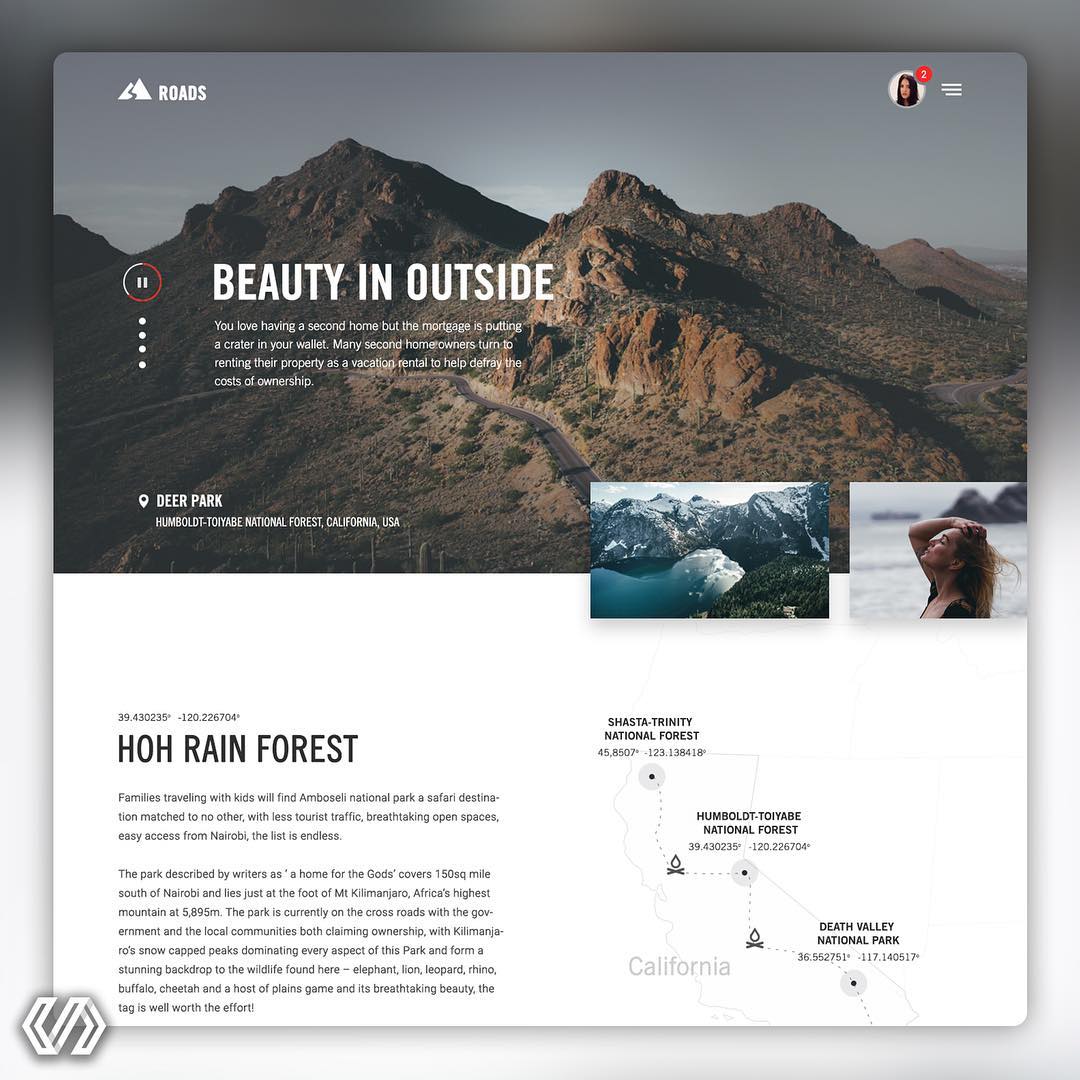 ROADS
2
BEAUTY IN OUTSIDE
You love having a second home but the mortgage is putting
a crater in your wallet. Many second home owners turn to
renting their property as a vacation rental to help defray the
costs of ownership.
DEER PARK
HUMBOLDT-TOIYABE NATIONAL FOREST, CALIFORNIA, USA
39.430235° -120.226704°
HOH RAIN FOREST
Families traveling with kids will find Amboseli national park a safari destina-
tion matched to no other, with less tourist traffic, breathtaking open spaces,
easy access from Nairobi, the list is endless.
The park described by writers as ‘ a home for the Gods’ covers 150sq mile
south of Nairobi and lies just at the foot of Mt Kilimanjaro, Africa’s highest
mountain at 5,895m. The park is currently on the cross roads with the gov-
ernment and the local communities both claiming ownership, with Kilimanja-
ro’s snow capped peaks dominating every aspect of this Park and form a
stunning backdrop to the wildlife found here – elephant, lion, leopard, rhino,
buffalo, cheetah and a host of plains game and its breathtaking beauty, the
tag is well worth the effort!
SHASTA-TRINITY
NATIONAL FOREST
45,8507° -123.138418°
HUMBOLDT-TOIYABE
NATIONAL FOREST
39.430235° -120.226704°
DEATH VALLEY
NATIONAL PARK
36.552751° -117.140517°
California